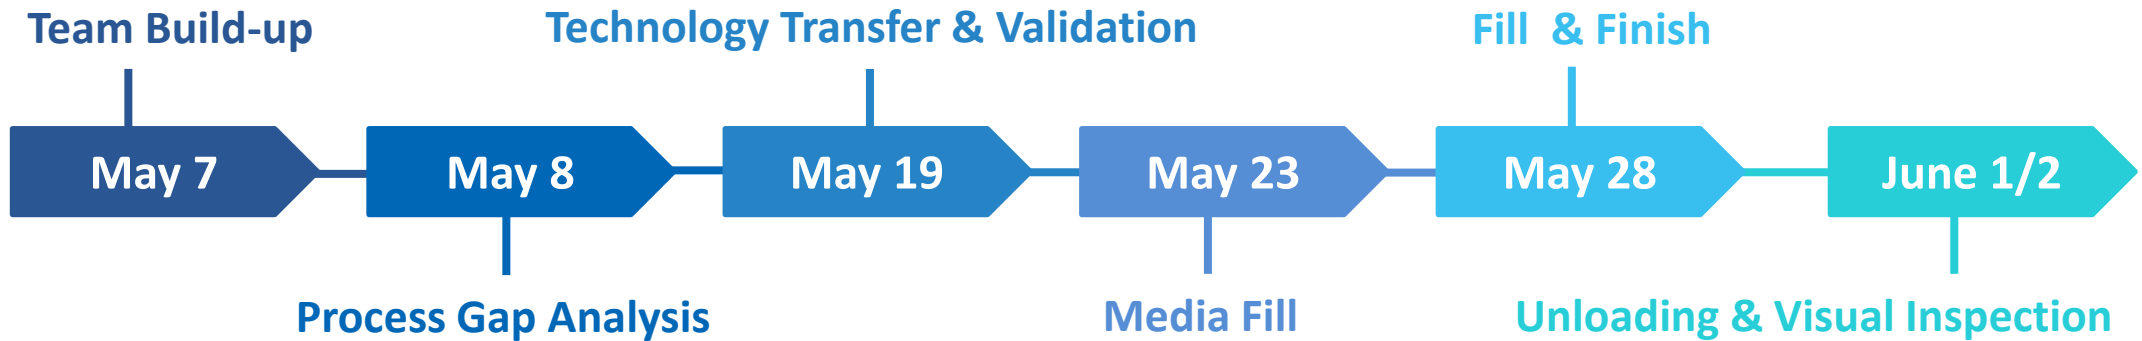 Team Build-up
Technology Transfer & Validation
Fill & Finish
May 7
May 8
May 19
May 23
May 28
June 1/2
Process Gap Analysis
Media Fill
Unloading & Visual Inspection